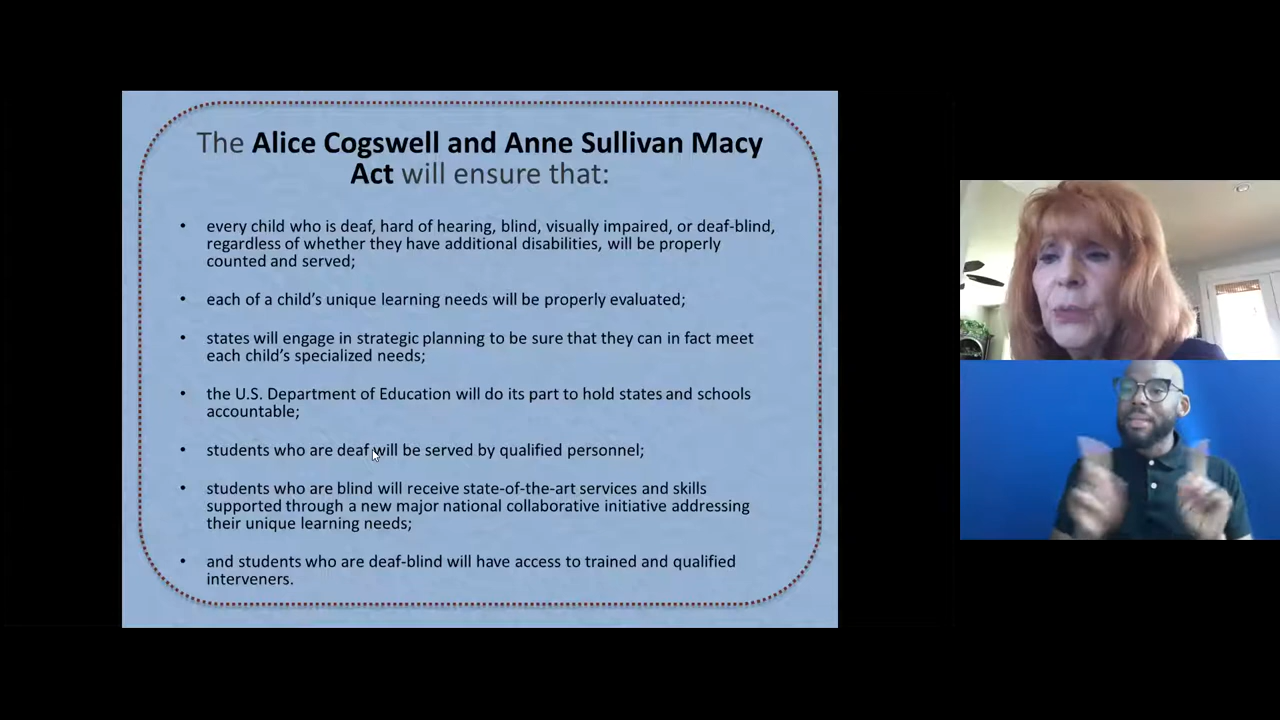 The Alice Cogswell and Anne Sullivan Macy
Act will ensure that:
• every child who is deaf, hard of hearing, blind, visually impaired, or deaf-blind,
regardless of whether they have additional disabilities, will be properly
counted and served;
• each of a child’s unique learning needs will be properly evaluated;
• states will engage in strategic planning to be sure that they can in fact meet
each child’s specialized needs;
• the U.S. Department of Education will do its part to hold states and schools
accountable;
• students who are deaf will be served by qualified personnel;
• students who are blind will receive state-of-the-art services and skills
supported through a new major national collaborative initiative addressing
their unique learning needs;
• and students who are deaf-blind will have access to trained and qualified
interveners.